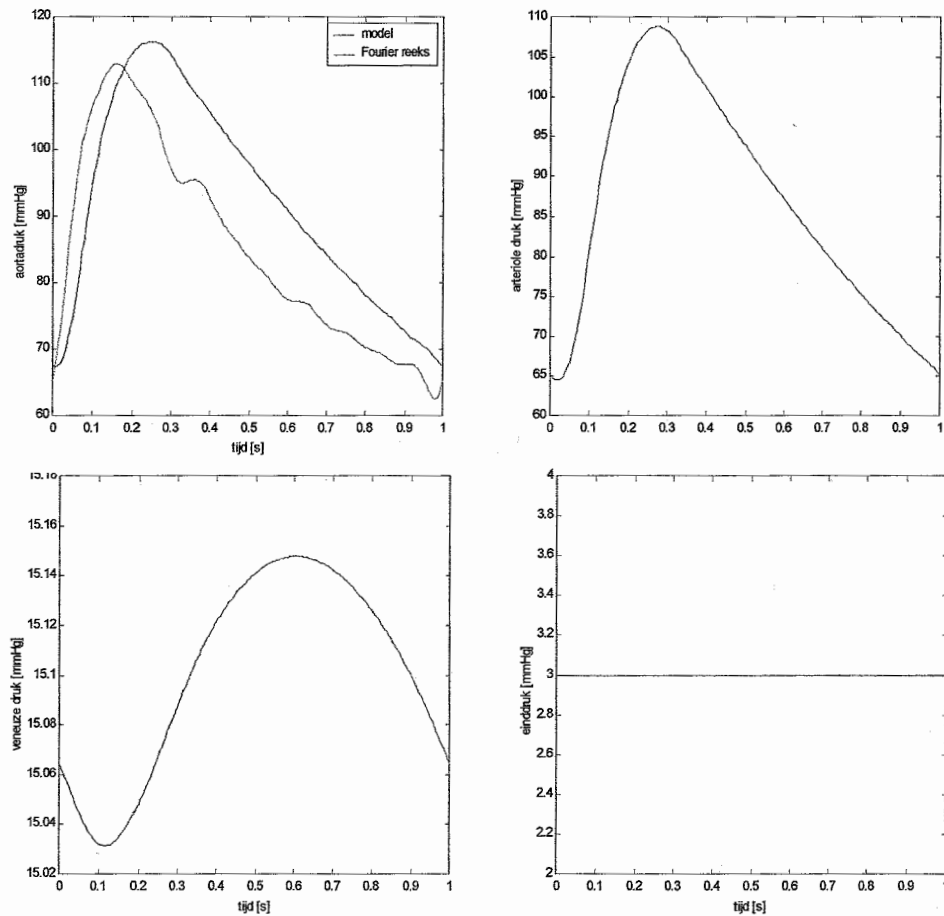 model
Fourier reeks
aortadruk [mmHg]
120
110
100
90
80
70
60
0 0.1 0.2 0.3 0.4 0.5 0.6 0.7 0.8 0.9 1
tijd [s]
arteriole druk [mmHg]
110
105
100
95
90
85
80
75
70
65
60
0 0.1 0.2 0.3 0.4 0.5 0.6 0.7 0.8 0.9 1
veneuze druk [mmHg]
15.18
15.16
15.14
15.12
15.1
15.08
15.06
15.04
15.02
0 0.1 0.2 0.3 0.4 0.5 0.6 0.7 0.8 0.9 1
tijd [s]
einddruk [mmHg]
4
3.8
3.6
3.4
3.2
3
2.8
2.6
2.4
2.2
2
0 0.1 0.2 0.3 0.4 0.5 0.6 0.7 0.8 0.9 1
tijd [s]